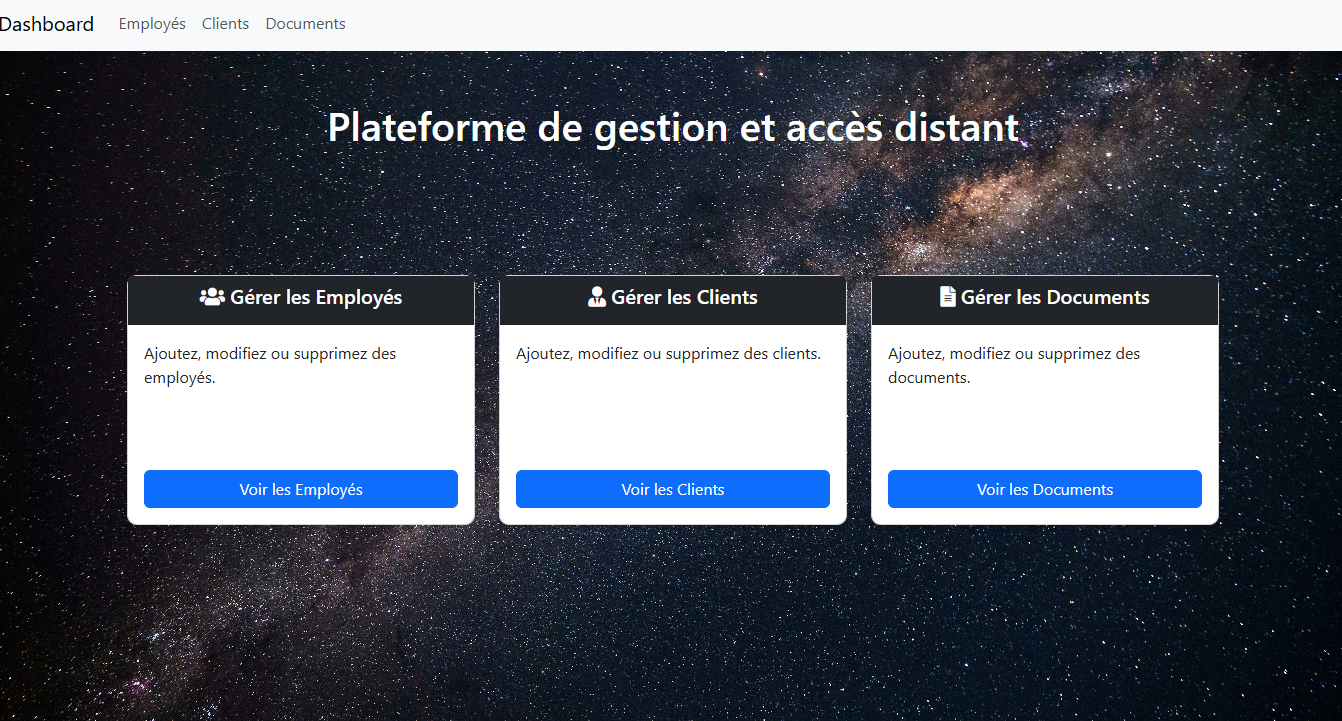 Dashboard Employés Clients Documents
Plateforme de gestion et accès distant
Gérer les Employés
Ajoutez, modifiez ou supprimez des
employés.
Voir les Employés
Gérer les Clients
Ajoutez, modifiez ou supprimez des clients.
Voir les Clients
Gérer les Documents
Ajoutez, modifiez ou supprimez des
documents.
Voir les Documents